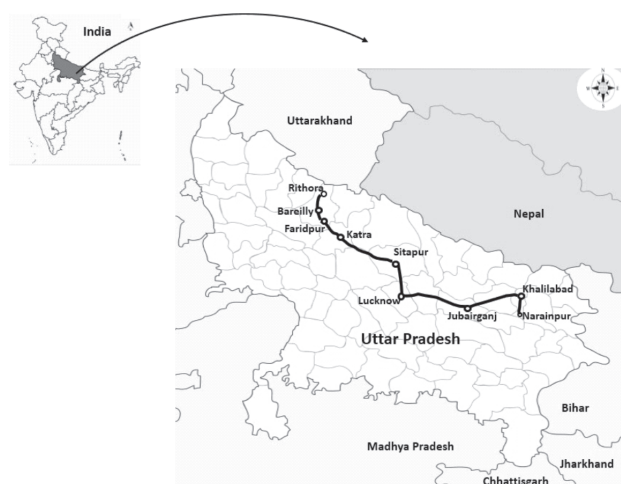 India
Uttarakhand
Rithora
Nepal
Bareilly
Faridpur
Katra
Sitapur
Khalilabad
Lucknow
Jubairganj
Narainpur
Uttar Pradesh
Bihar
Madhya Pradesh
Jharkhand
Chhattisgarh